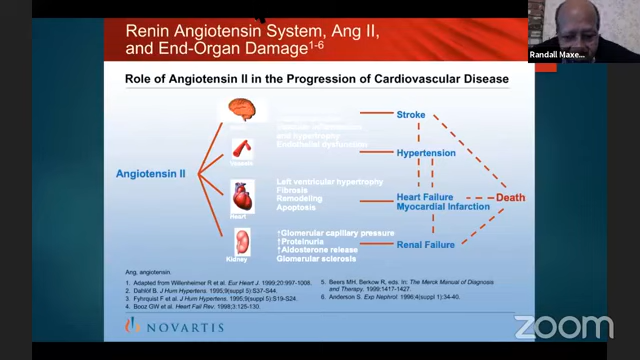 Renin Angiotensin System, Ang II,
and End-Organ Damage1-6
Randall Maxe...
Role of Angiotensin II in the Progression of Cardiovascular Disease
Angiotensin II
and hypertrophy
Endothelial dysfunction
Left ventricular hypertrophy
Fibrosis
Remodeling
Apoptosis
Heart
↑Glomerular capillary pressure
↑Proteinuria
↑Aldosterone release
Glomerular sclerosis
Kidney
Stroke
Hypertension
Heart Failure
Myocardial Infarction
Renal Failure
Death
Ang, angiotensin.
1 Adapted from Willenheimer R et al. Eur Heart J. 1999;20:997-1008.
2 Dahlöf B. J Hum Hypertens. 1995;9(suppl 5):S37-S44.
3 Fyhrquist F et al. J Hum Hypertens. 1995;9(suppl 5):S19-S24.
4 Booz GW et al. Heart Fail Rev. 1998;3:125-130.
5 Beers MH, Berkow R, eds. In: The Merck Manual of Diagnosis
and Therapy. 1999:1417-1427.
6 Anderson S. Exp Nephrol. 1996;4(suppl 1):34-40.
NOVARTIS
zoom